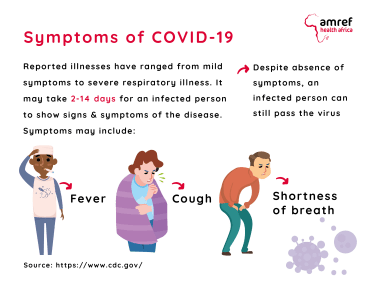 amref
health africa
Symptoms of COVID-19
Reported illnesses have ranged from mild
symptoms to severe respiratory illness. It
may take 2-14 days for an infected person
to show signs & symptoms of the disease.
Symptoms may include:
Despite absence of
symptoms, an
infected person can
still pass the virus
Fever
Cough
Shortness
of breath
Source: https://www.cdc.gov/